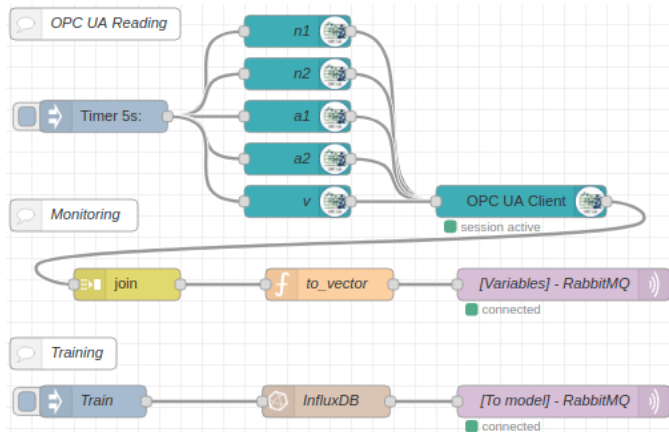 OPC UA Reading
n1
n2
Timer 5s:
a1
a2
v
OPC UA Client
session active
Monitoring
join
to_vector
[Variables] - RabbitMQ
connected
Training
Train
InfluxDB
[To model] - RabbitMQ
connected